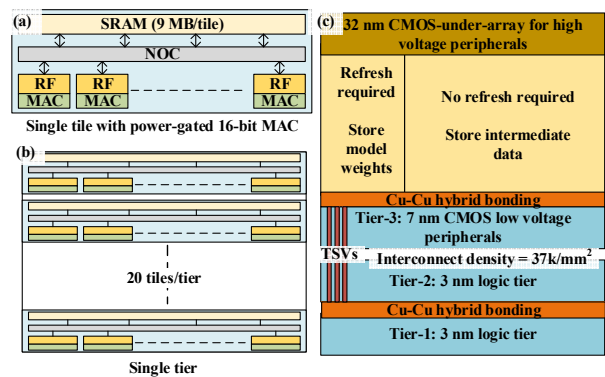 (a)
SRAM (9 MB/tile)
NOC
RF RF RF
MAC MAC MAC
Single tile with power-gated 16-bit MAC
(b)
20 tiles/tier
Single tier
(c)
32 nm CMOS-under-array for high
voltage peripherals
Refresh
required
Store
model
weights
No refresh required
Store intermediate
data
Cu-Cu hybrid bonding
Tier-3: 7 nm CMOS low voltage
peripherals
TSVs
Interconnect density = 37k/mm²
Tier-2: 3 nm logic tier
Cu-Cu hybrid bonding
Tier-1: 3 nm logic tier